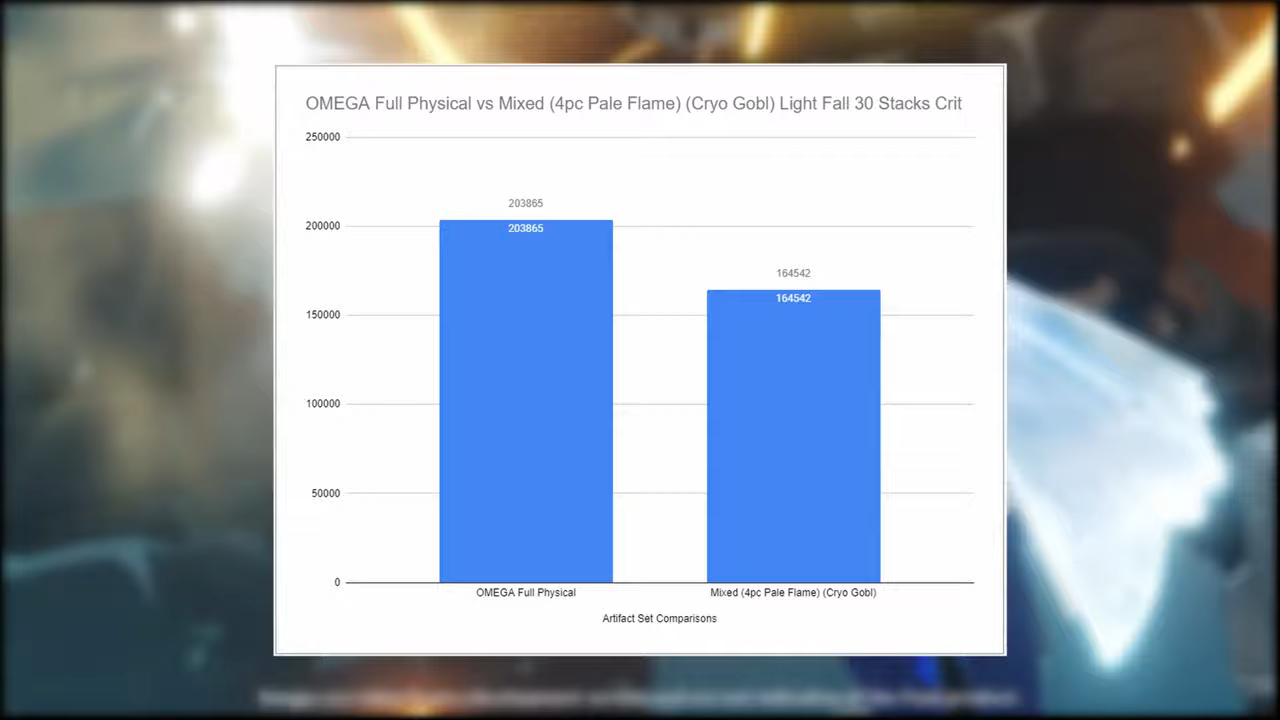 OMEGA Full Physical vs Mixed (4pc Pale Flame) (Cryo Gobl) Light Fall 30 Stacks Crit
250000
200000
150000
100000
50000
0
203865
203865
164542
164542
OMEGA Full Physical
Mixed (4pc Pale Flame) (Cryo Gobl)
Artifact Set Comparisons